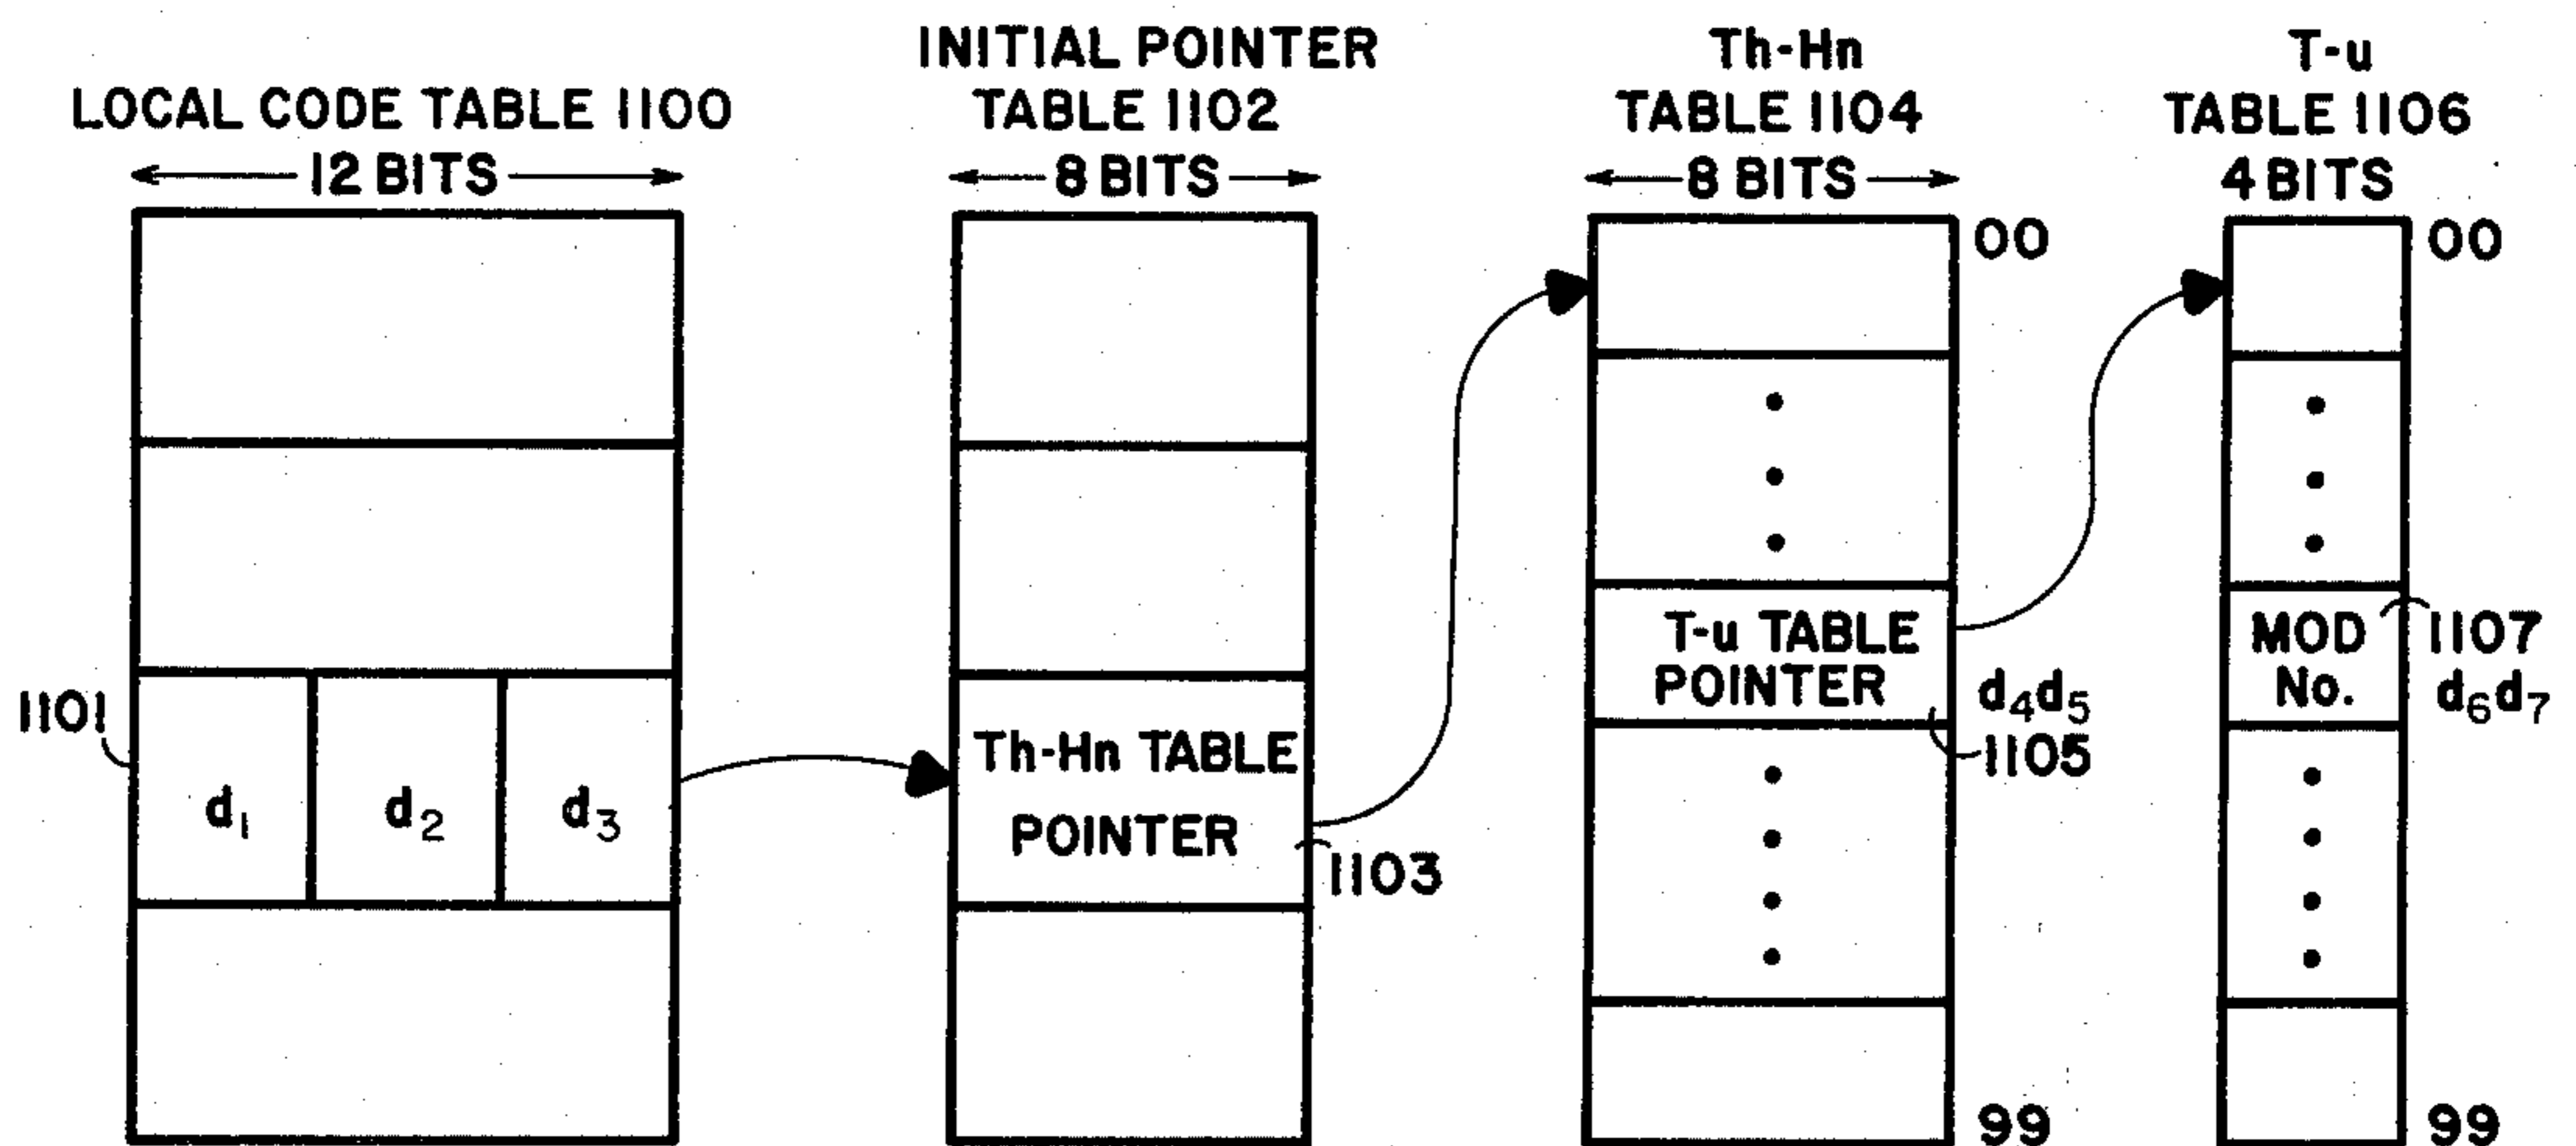 LOCAL CODE TABLE 1100
12 BITS
1101
d₁ d₂ d₃
INITIAL POINTER
TABLE 1102
8 BITS
Th-Hn TABLE
POINTER
1103
Th-Hn
TABLE 1104
8 BITS
00
T-u TABLE
POINTER
d₄d₅
1105
99
T-u
TABLE 1106
4 BITS
00
MOD
No.
1107
d₆d₇
99